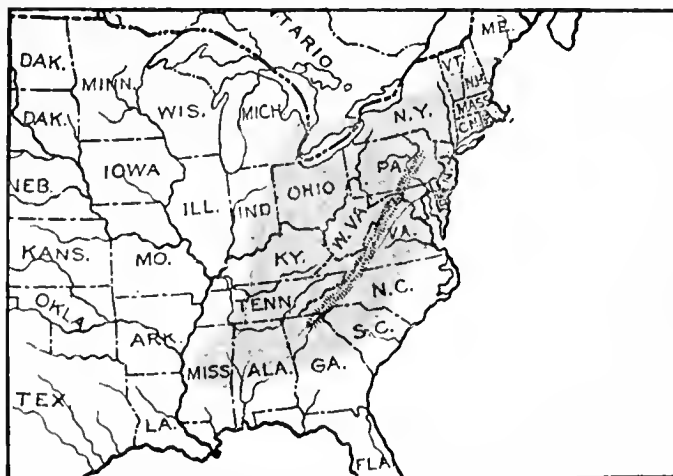 ONTARIO
ME.
DAK.
MINN.
VT.
N.H.
WIS.
MICH.
N.Y.
MASS
DAK.
C'N.
IOWA
PA.
NEB.
OHIO
ILL.
IND
W.VA.
VA.
KANS.
MO.
KY.
N.C.
OKLA
TENN.
S.C.
ARK.
MISS
ALA.
GA.
TEX.
LA.
FLA.